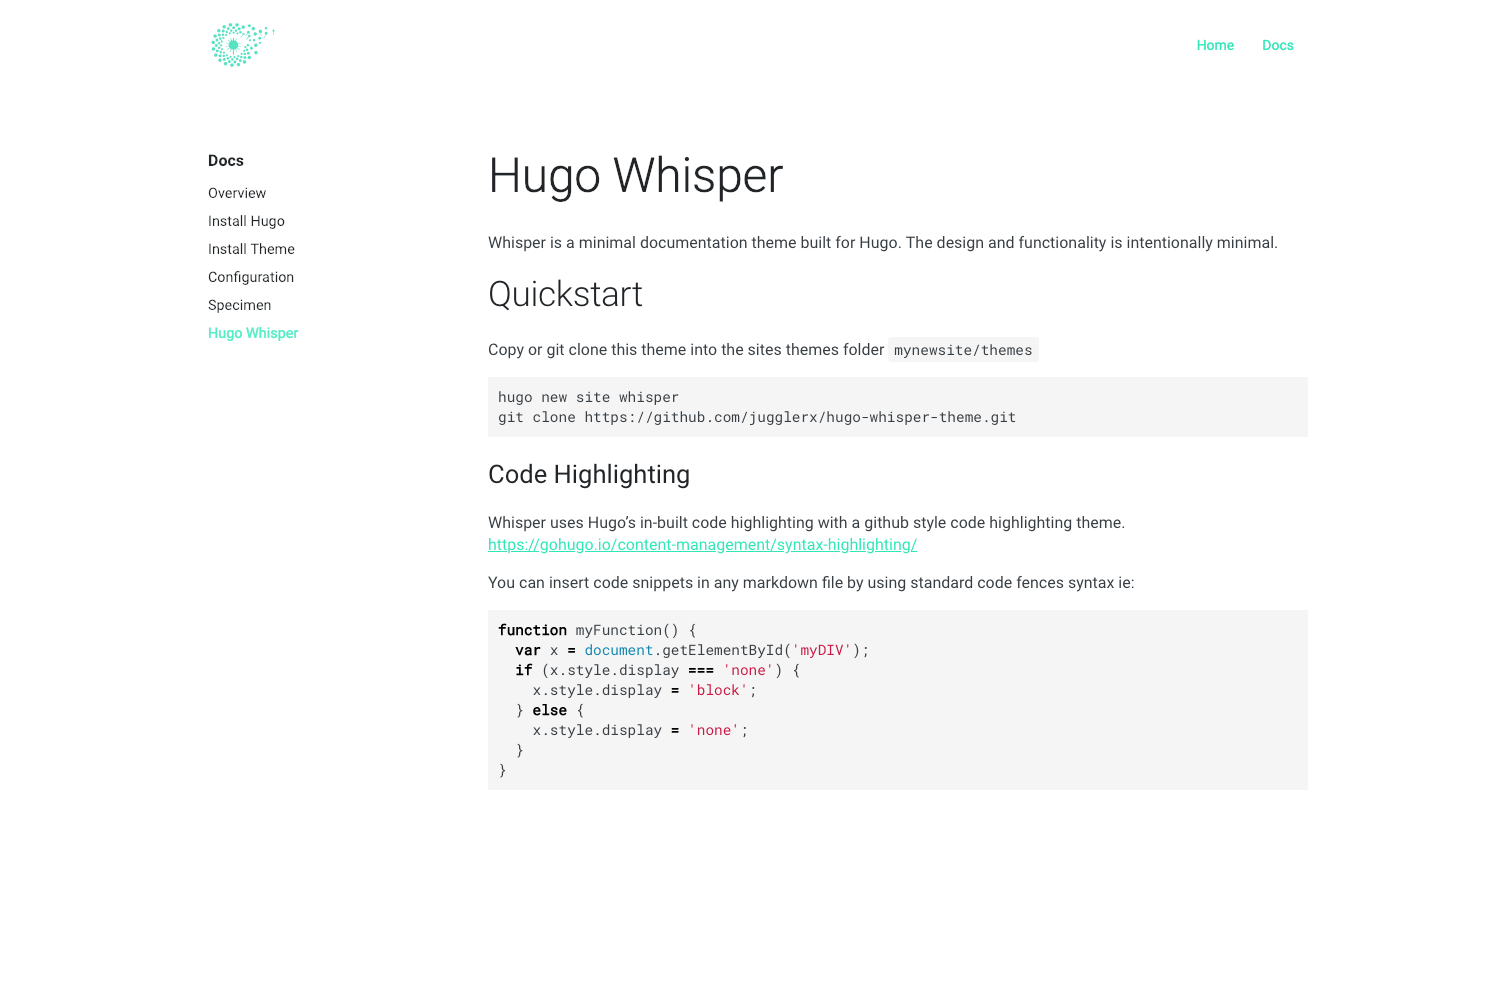 Home
Docs
Docs
Overview
Install Hugo
Install Theme
Configuration
Specimen
Hugo Whisper
Hugo Whisper
Whisper is a minimal documentation theme built for Hugo. The design and functionality is intentionally minimal.
Quickstart
Copy or git clone this theme into the sites themes folder mynewsite/themes
hugo new site whisper
git clone https://github.com/jugglerx/hugo-whisper-theme.git
Code Highlighting
Whisper uses Hugo’s in-built code highlighting with a github style code highlighting theme.
https://gohugo.io/content-management/syntax-highlighting/
You can insert code snippets in any markdown file by using standard code fences syntax ie:
function myFunction() {
  var x = document.getElementById('myDIV');
  if (x.style.display === 'none') {
    x.style.display = 'block';
  } else {
    x.style.display = 'none';
  }
}